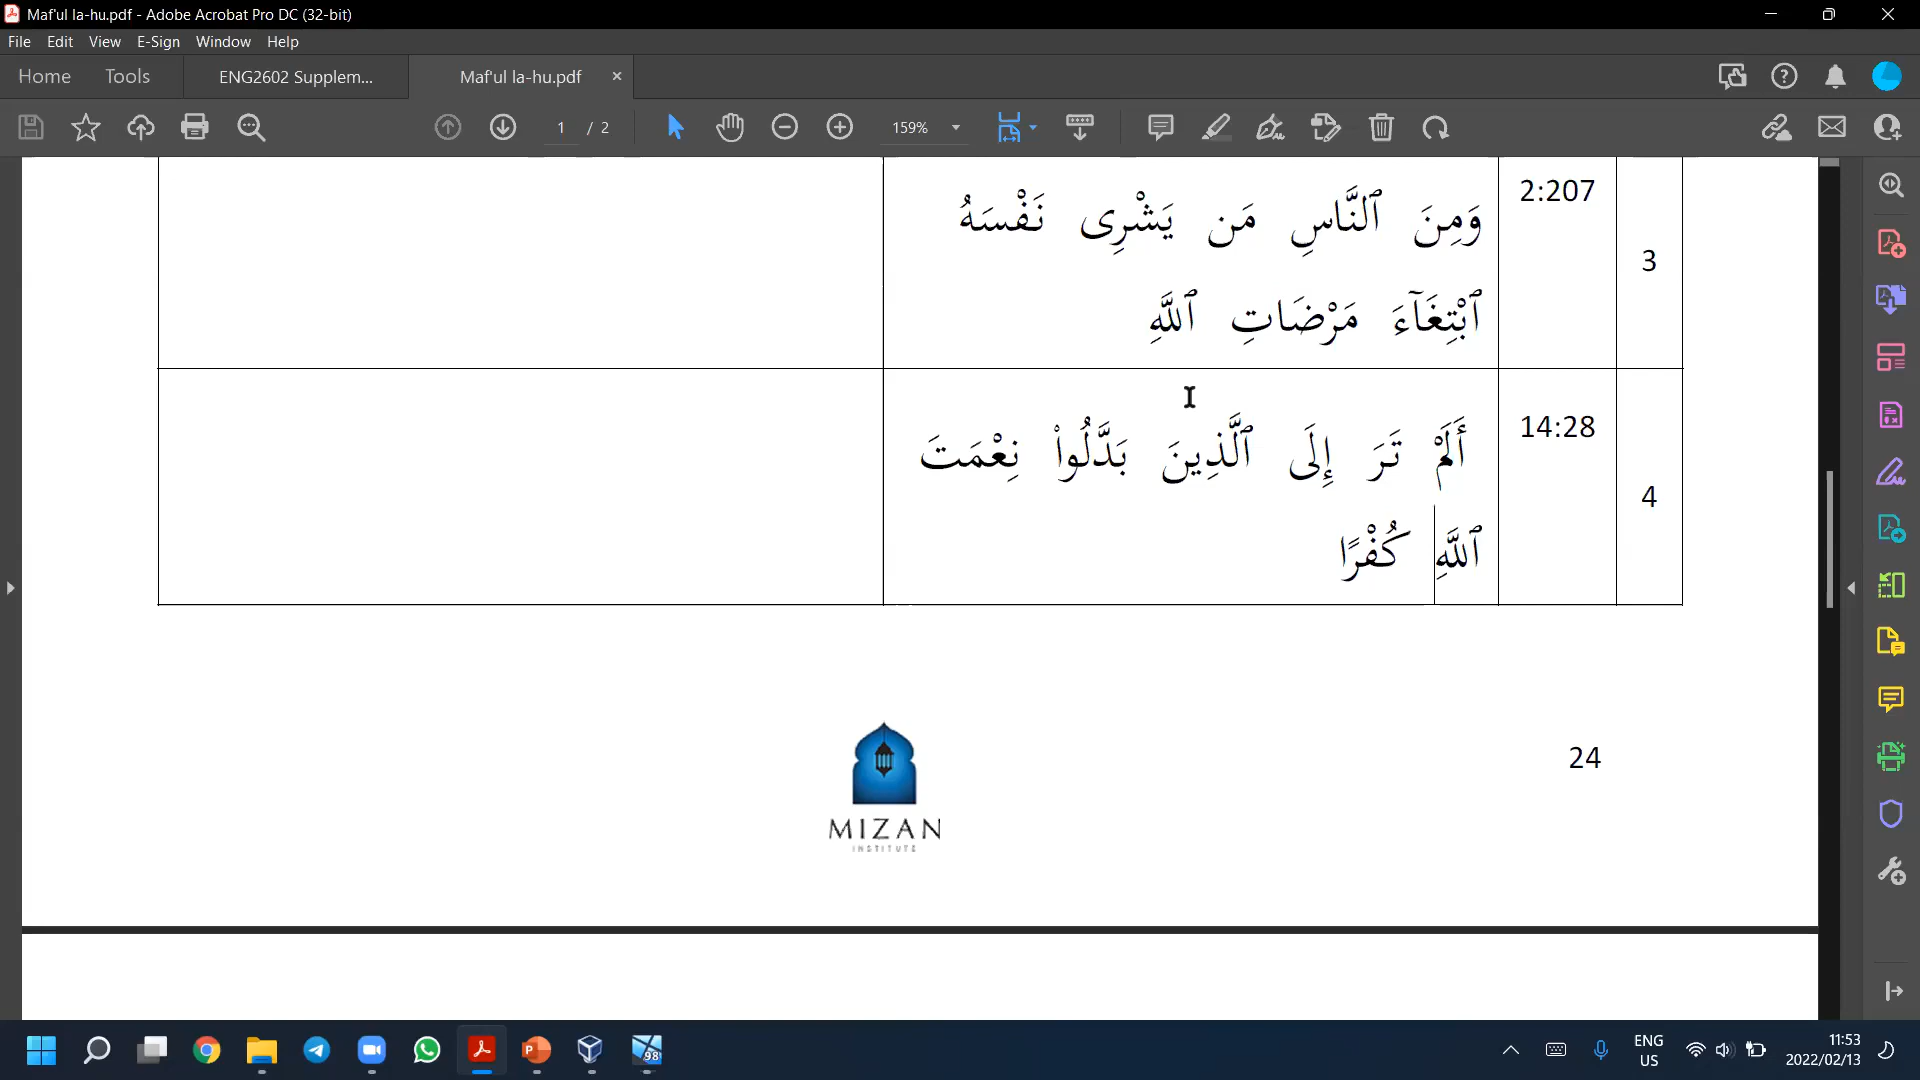 Maf'ul la-hu.pdf - Adobe Acrobat Pro DC (32-bit)
File Edit View E-Sign Window Help
Home Tools ENG2602 Supplem... Maf'ul la-hu.pdf
1 / 2 159%
2:207
3
وَمِنَ ٱلنَّاسِ مَن يَشْرِى نَفْسَهُ
ٱبْتِغَآءَ مَرْضَاتِ ٱللَّهِ
14:28
4
أَلَمْ تَرَ إِلَى ٱلَّذِينَ بَدَّلُوا۟ نِعْمَتَ
ٱللَّهِ كُفْرًا
MIZAN
INSTITUTE
24
98
ENG
US
11:53
2022/02/13